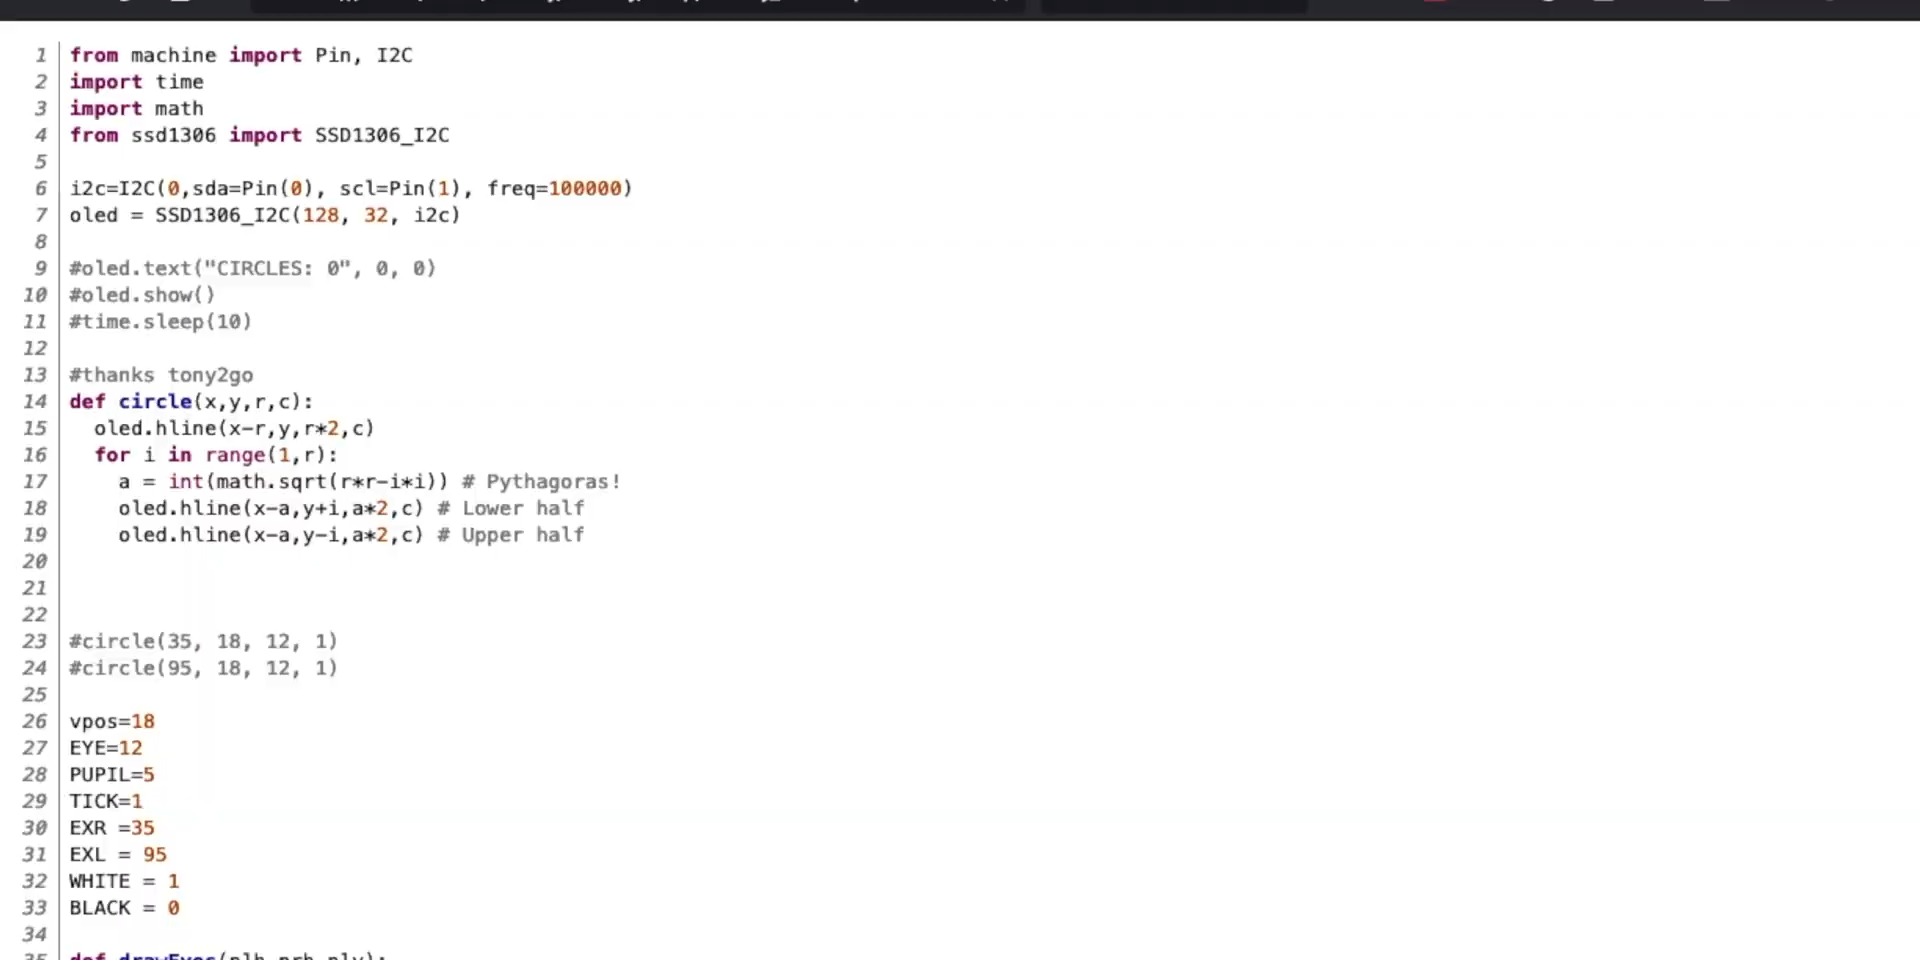 1 from machine import Pin, I2C
2 import time
3 import math
4 from ssd1306 import SSD1306_I2C
5
6 i2c=I2C(0,sda=Pin(0), scl=Pin(1), freq=100000)
7 oled = SSD1306_I2C(128, 32, i2c)
8
9 #oled.text("CIRCLES: 0", 0, 0)
10 #oled.show()
11 #time.sleep(10)
12
13 #thanks tony2go
14 def circle(x,y,r,c):
15   oled.hline(x-r,y,r*2,c)
16   for i in range(1,r):
17     a = int(math.sqrt(r*r-i*i)) # Pythagoras!
18     oled.hline(x-a,y+i,a*2,c) # Lower half
19     oled.hline(x-a,y-i,a*2,c) # Upper half
20
21
22
23 #circle(35, 18, 12, 1)
24 #circle(95, 18, 12, 1)
25
26 vpos=18
27 EYE=12
28 PUPIL=5
29 TICK=1
30 EXR =35
31 EXL = 95
32 WHITE = 1
33 BLACK = 0
34
35 def drawEyes(